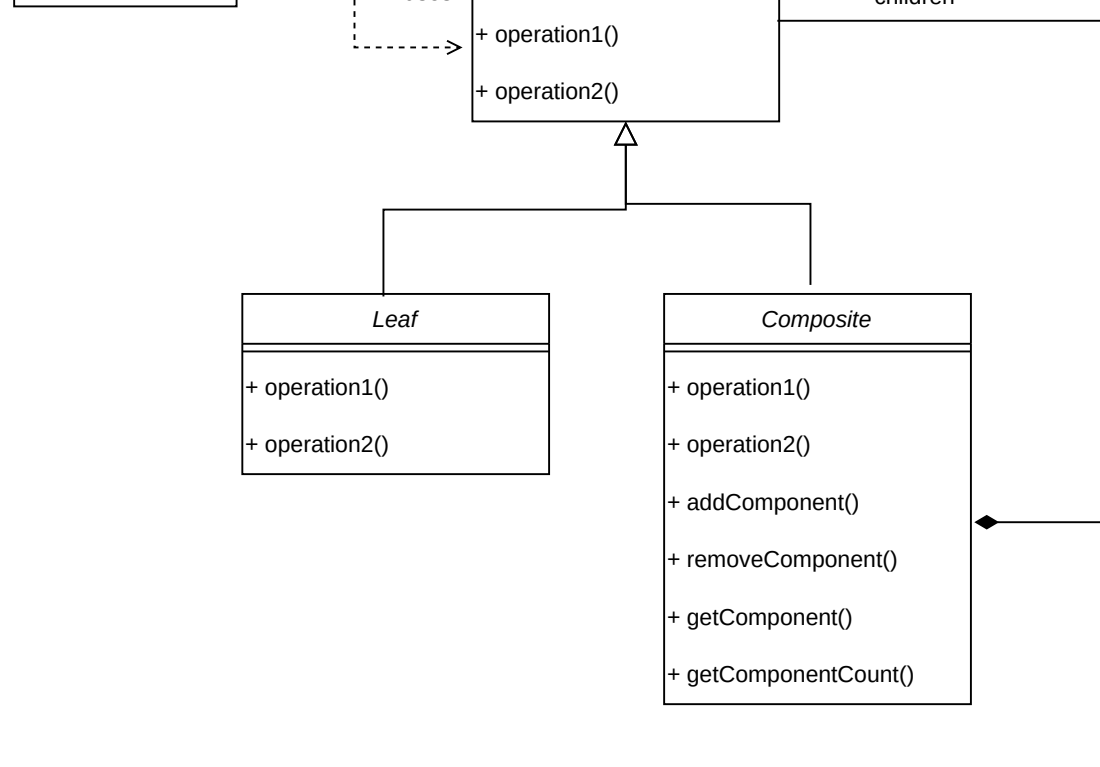 children
+ operation1()
+ operation2()
Leaf
+ operation1()
+ operation2()
Composite
+ operation1()
+ operation2()
+ addComponent()
+ removeComponent()
+ getComponent()
+ getComponentCount()